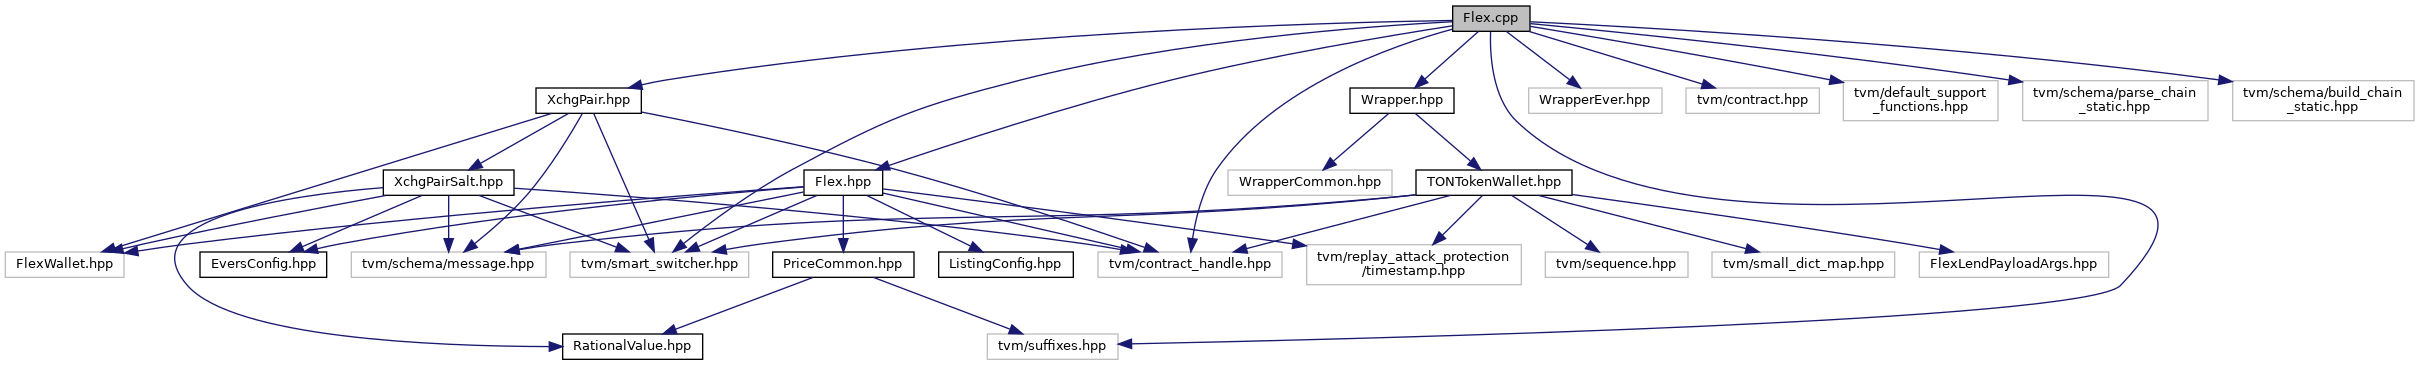 Flex.cpp
XchgPair.hpp
Wrapper.hpp
WrapperEver.hpp
tvm/contract.hpp
tvm/default_support
_functions.hpp
tvm/schema/parse_chain
_static.hpp
tvm/schema/build_chain
_static.hpp
XchgPairSalt.hpp
Flex.hpp
WrapperCommon.hpp
TONTokenWallet.hpp
FlexWallet.hpp
EversConfig.hpp
tvm/schema/message.hpp
tvm/smart_switcher.hpp
PriceCommon.hpp
ListingConfig.hpp
tvm/contract_handle.hpp
tvm/replay_attack_protection
/timestamp.hpp
tvm/sequence.hpp
tvm/small_dict_map.hpp
FlexLendPayloadArgs.hpp
RationalValue.hpp
tvm/suffixes.hpp